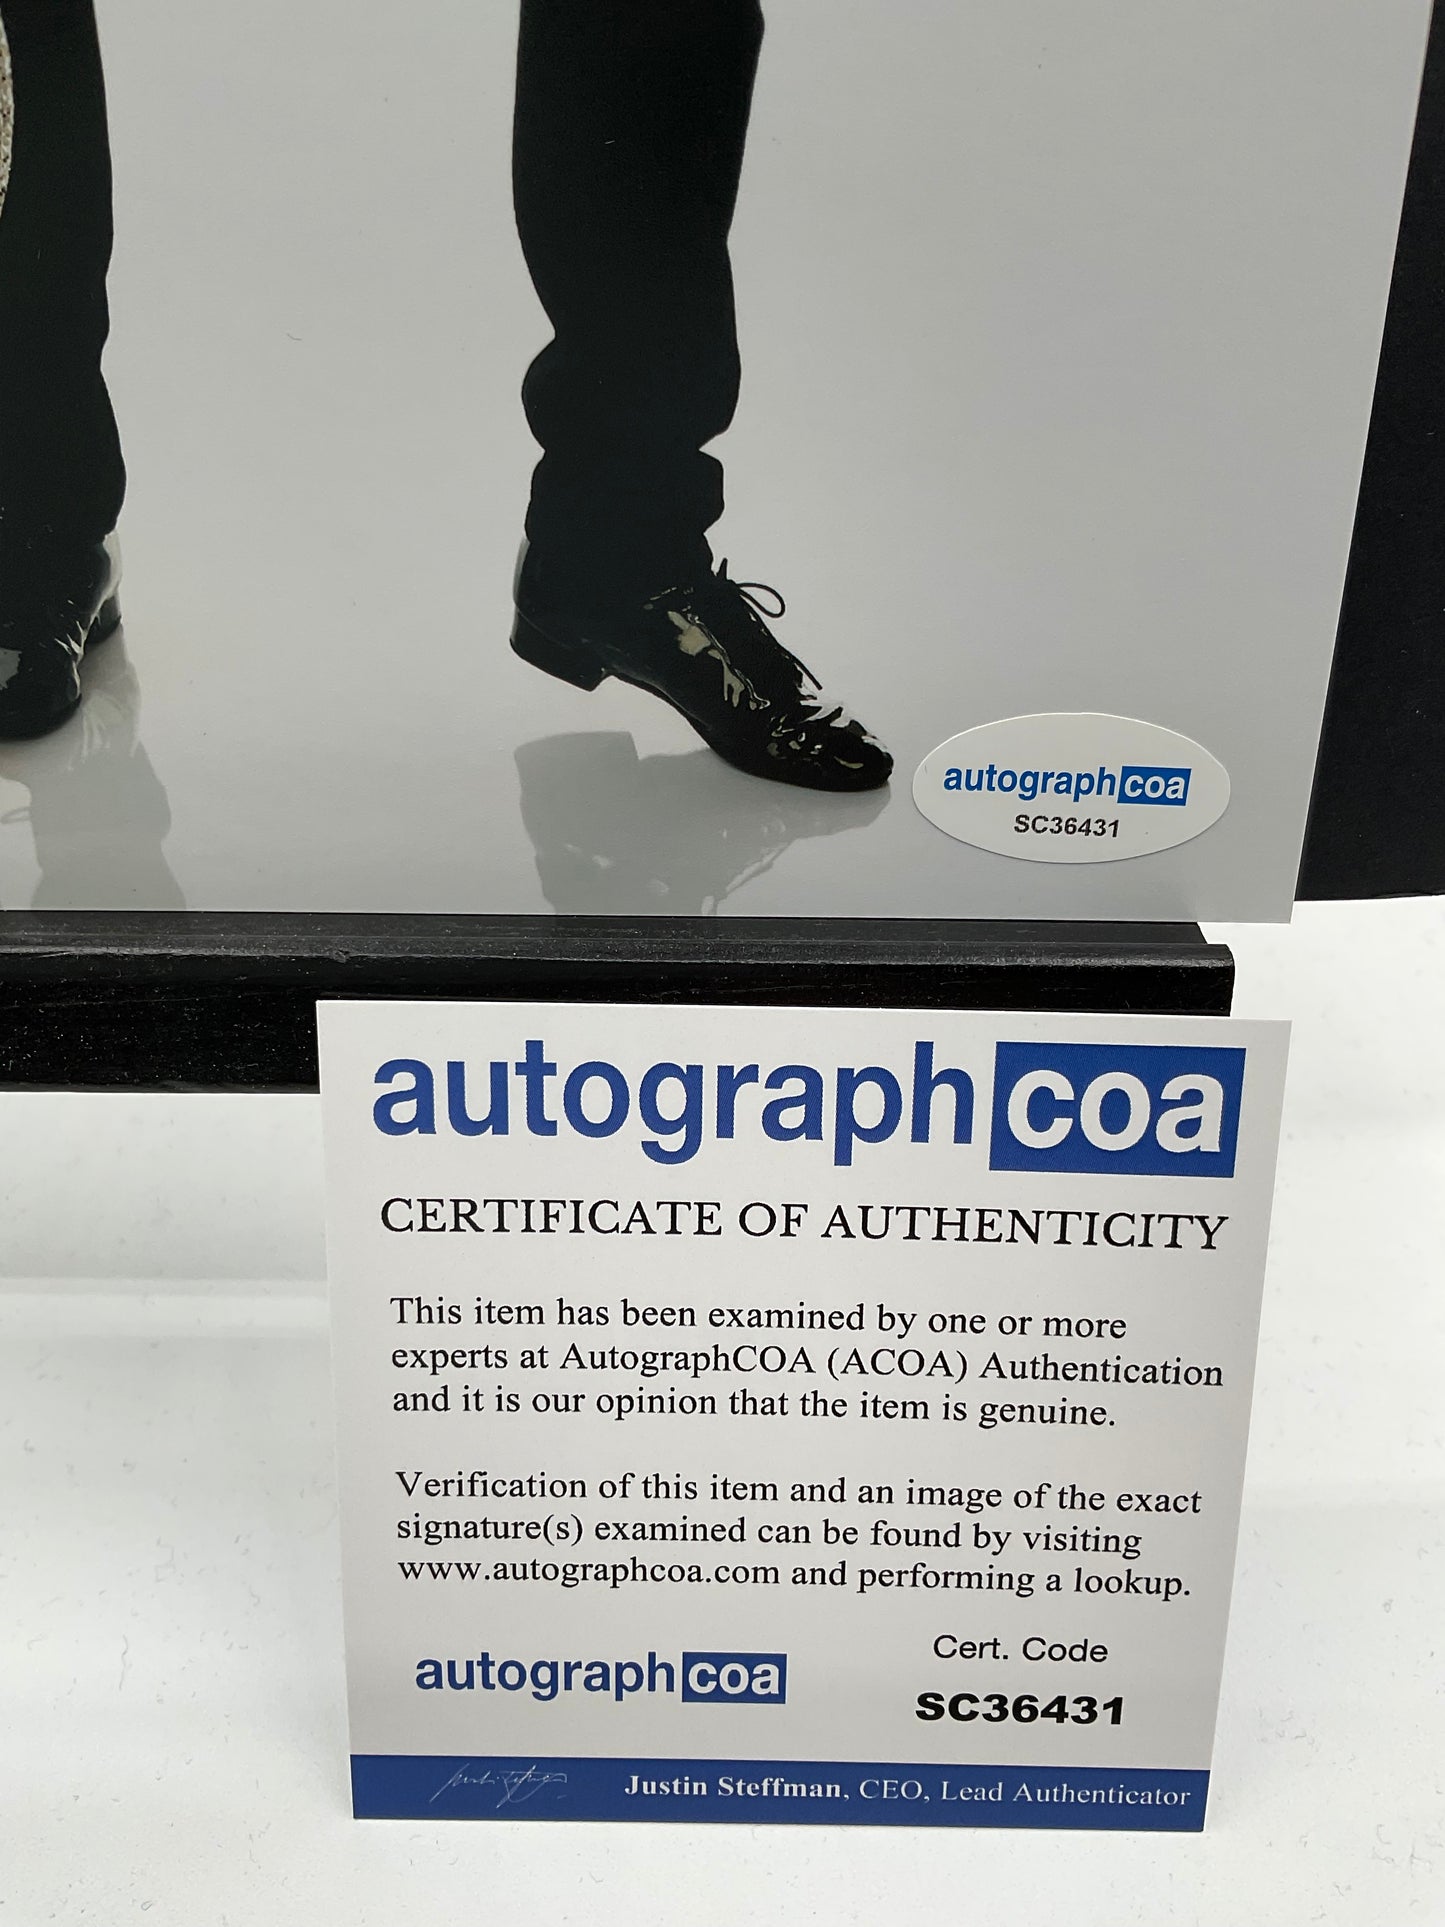 autographcoa
SC36431
autographcoa
CERTIFICATE OF AUTHENTICITY
This item has been examined by one or more
experts at AutographCOA (ACOA) Authentication
and it is our opinion that the item is genuine.
Verification of this item and an image of the exact
signature(s) examined can be found by visiting
www.autographcoa.com and performing a lookup.
autographcoa
Cert. Code
SC36431
Justin Steffman, CEO, Lead Authenticator